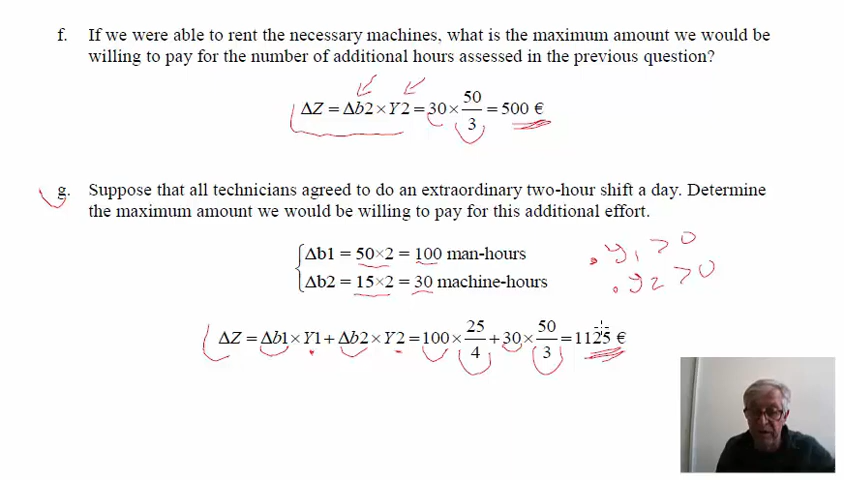 f. If we were able to rent the necessary machines, what is the maximum amount we would be
willing to pay for the number of additional hours assessed in the previous question?
ΔZ = Δb2 × Y2 = 30 × 50/3 = 500 €
g. Suppose that all technicians agreed to do an extraordinary two-hour shift a day. Determine
the maximum amount we would be willing to pay for this additional effort.
Δb1 = 50×2 = 100 man-hours
Δb2 = 15×2 = 30 machine-hours
. y1 > 0
. y2 > 0
ΔZ = Δb1 × Y1 + Δb2 × Y2 = 100 × 25/4 + 30 × 50/3 = 1125 €